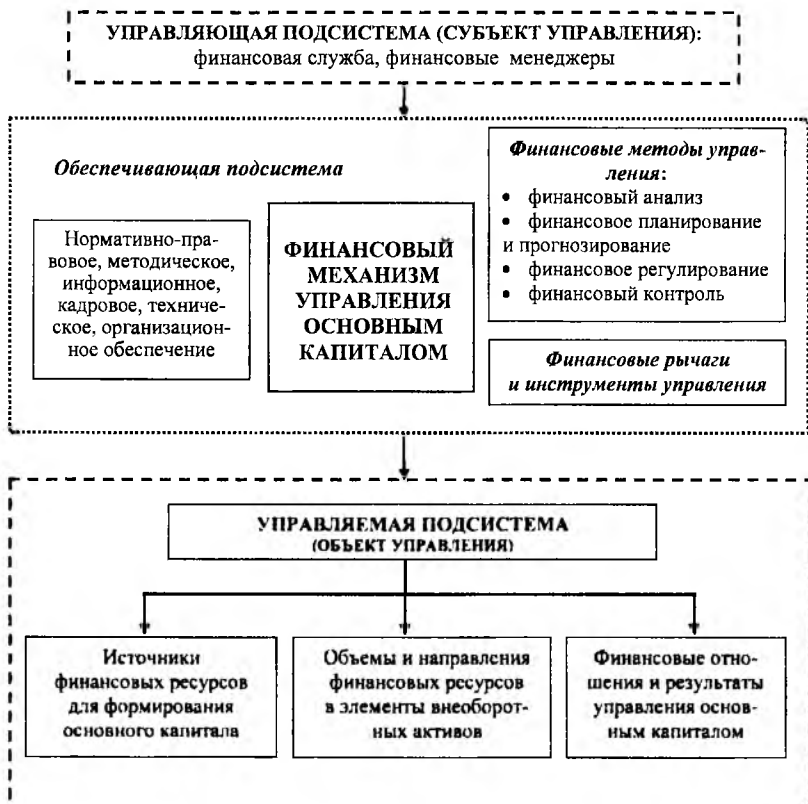 УПРАВЛЯЮЩАЯ ПОДСИСТЕМА (СУБЪЕКТ УПРАВЛЕНИЯ):
финансовая служба, финансовые менеджеры
Обеспечивающая подсистема
Нормативно-пра-
вовое, методическое,
информационное,
кадровое, техниче-
ское, организацион-
ное обеспечение
ФИНАНСОВЫЙ
МЕХАНИЗМ
УПРАВЛЕНИЯ
ОСНОВНЫМ
КАПИТАЛОМ
Финансовые методы управ-
ления:
• финансовый анализ
• финансовое планирование
и прогнозирование
• финансовое регулирование
• финансовый контроль
Финансовые рычаги
и инструменты управления
УПРАВЛЯЕМАЯ ПОДСИСТЕМА
(ОБЪЕКТ УПРАВЛЕНИЯ)
Источники
финансовых ресурсов
для формирования
основного капитала
Объемы и направления
финансовых ресурсов
в элементы внеоборот-
ных активов
Финансовые отно-
шения и результаты
управления основ-
ным капиталом